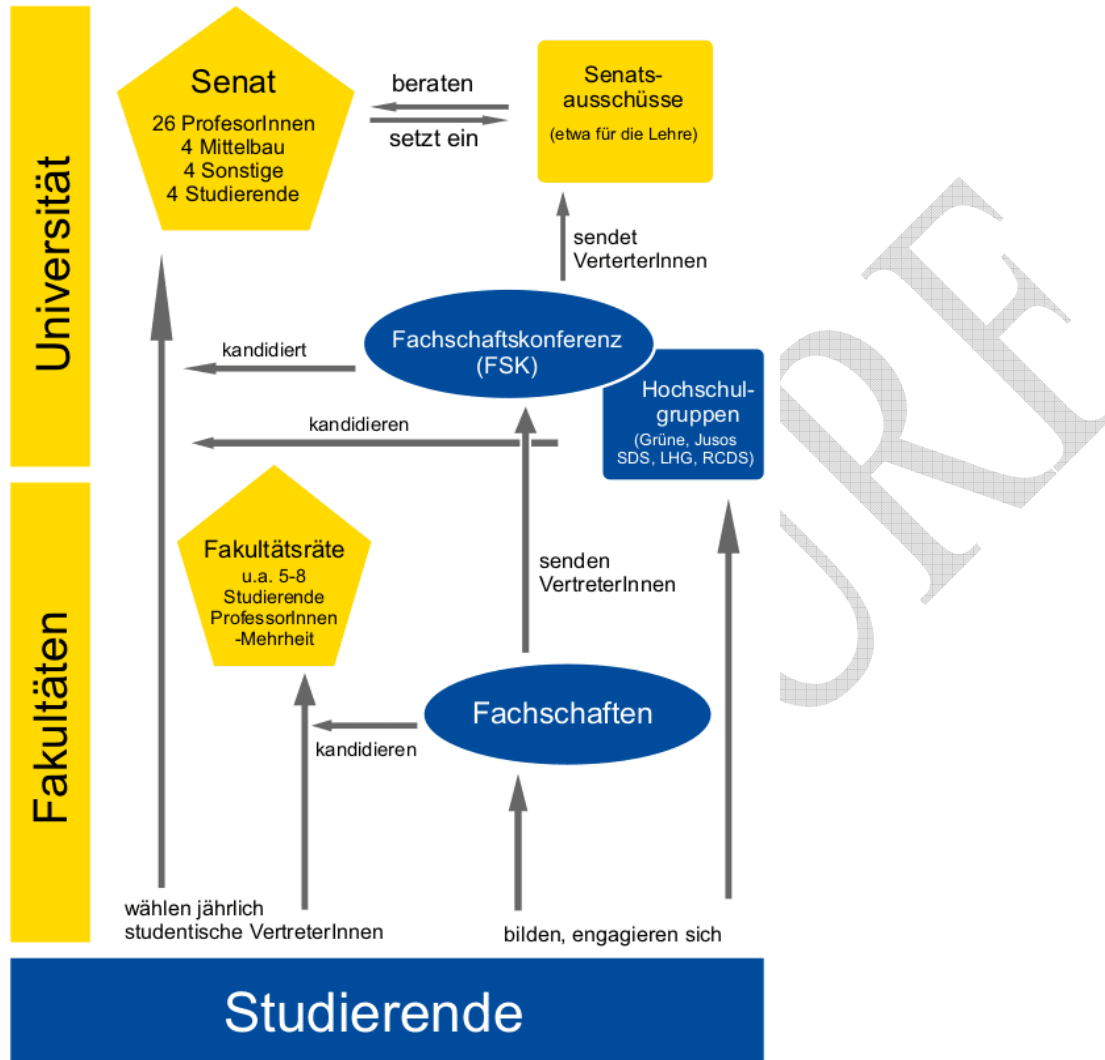 Universität
Fakultäten
Senat
26 ProfesorInnen
4 Mittelbau
4 Sonstige
4 Studierende
beraten
setzt ein
Senats-
ausschüsse
(etwa für die Lehre)
sendet
VerterterInnen
Fachschaftskonferenz
(FSK)
kandidiert
Hochschul-
gruppen
(Grüne, Jusos
SDS, LHG, RCDS)
kandidieren
Fakultätsräte
u.a. 5-8
Studierende
ProfessorInnen
-Mehrheit
senden
VertreterInnen
Fachschaften
kandidieren
wählen jährlich
studentische VertreterInnen
bilden, engagieren sich
Studierende